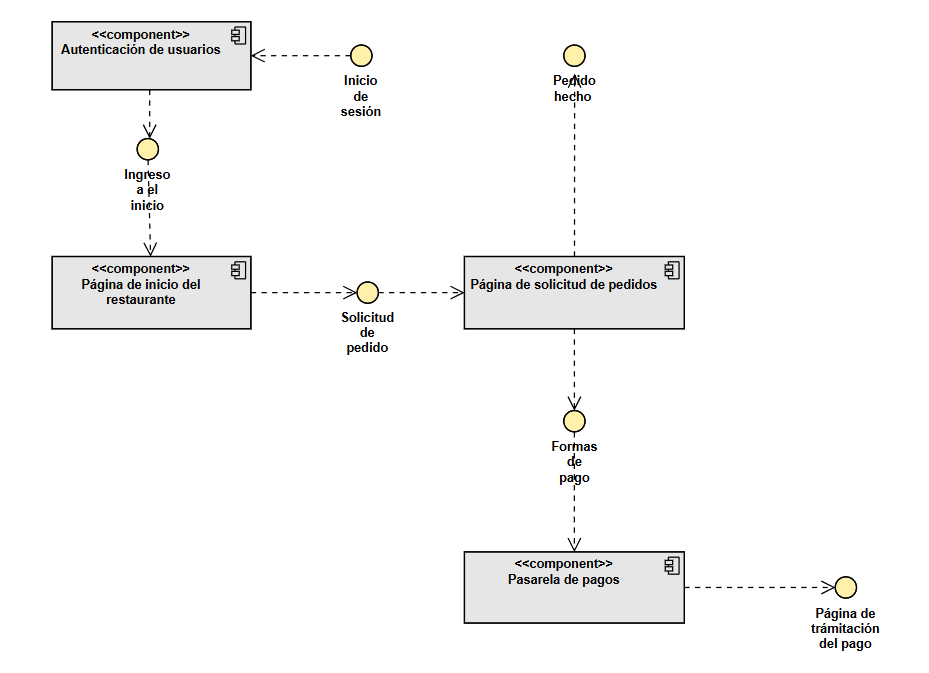 <<component>>
Autenticación de usuarios
Inicio
de
sesión
Pedido
hecho
Ingreso
a el
inicio
<<component>>
Página de inicio del
restaurante
Solicitud
de
pedido
<<component>>
Página de solicitud de pedidos
Formas
de
pago
<<component>>
Pasarela de pagos
Página de
trámitación
del pago